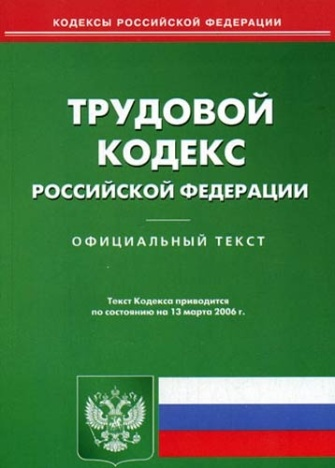 КОДЕКСЫ РОССИЙСКОЙ ФЕДЕРАЦИИ
ТРУДОВОЙ
КОДЕКС
РОССИЙСКОЙ ФЕДЕРАЦИИ
ОФИЦИАЛЬНЫЙ ТЕКСТ
Текст Кодекса приводится
по состоянию на 13 марта 2006 г.